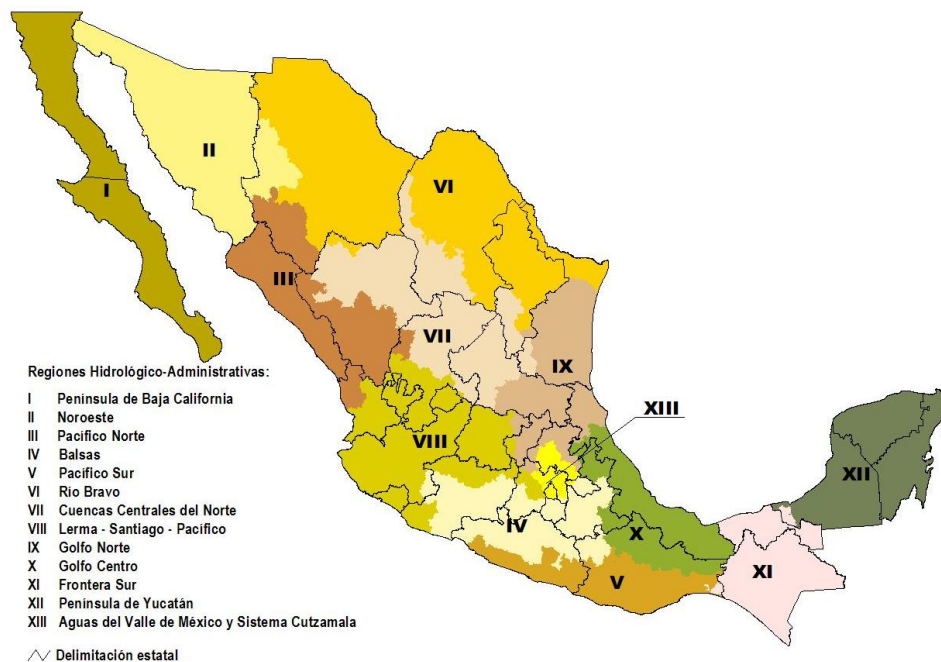 II
VI
I
III
VII
IX
XIII
VIII
XII
IV
X
V
XI
Regiones Hidrológico-Administrativas:
I Península de Baja California
II Noroeste
III Pacífico Norte
IV Balsas
V Pacífico Sur
VI Río Bravo
VII Cuencas Centrales del Norte
VIII Lerma - Santiago - Pacífico
IX Golfo Norte
X Golfo Centro
XI Frontera Sur
XII Península de Yucatán
XIII Aguas del Valle de México y Sistema Cutzamala
Delimitación estatal